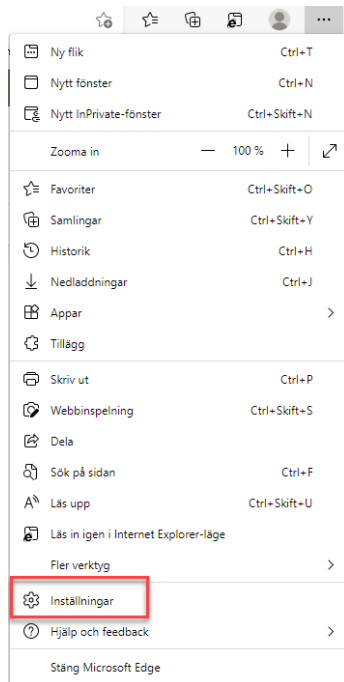 Ny flik Ctrl+T
Nytt fönster Ctrl+N
Nytt InPrivate-fönster Ctrl+Skift+N
Zooma in — 100 % +
Favoriter Ctrl+Skift+O
Samlingar Ctrl+Skift+Y
Historik Ctrl+H
Nedladdningar Ctrl+J
Appar
Tillägg
Skriv ut Ctrl+P
Webbinspelning Ctrl+Skift+S
Dela
Sök på sidan Ctrl+F
Läs upp Ctrl+Skift+U
Läs in igen i Internet Explorer-läge
Fler verktyg
Inställningar
Hjälp och feedback
Stäng Microsoft Edge